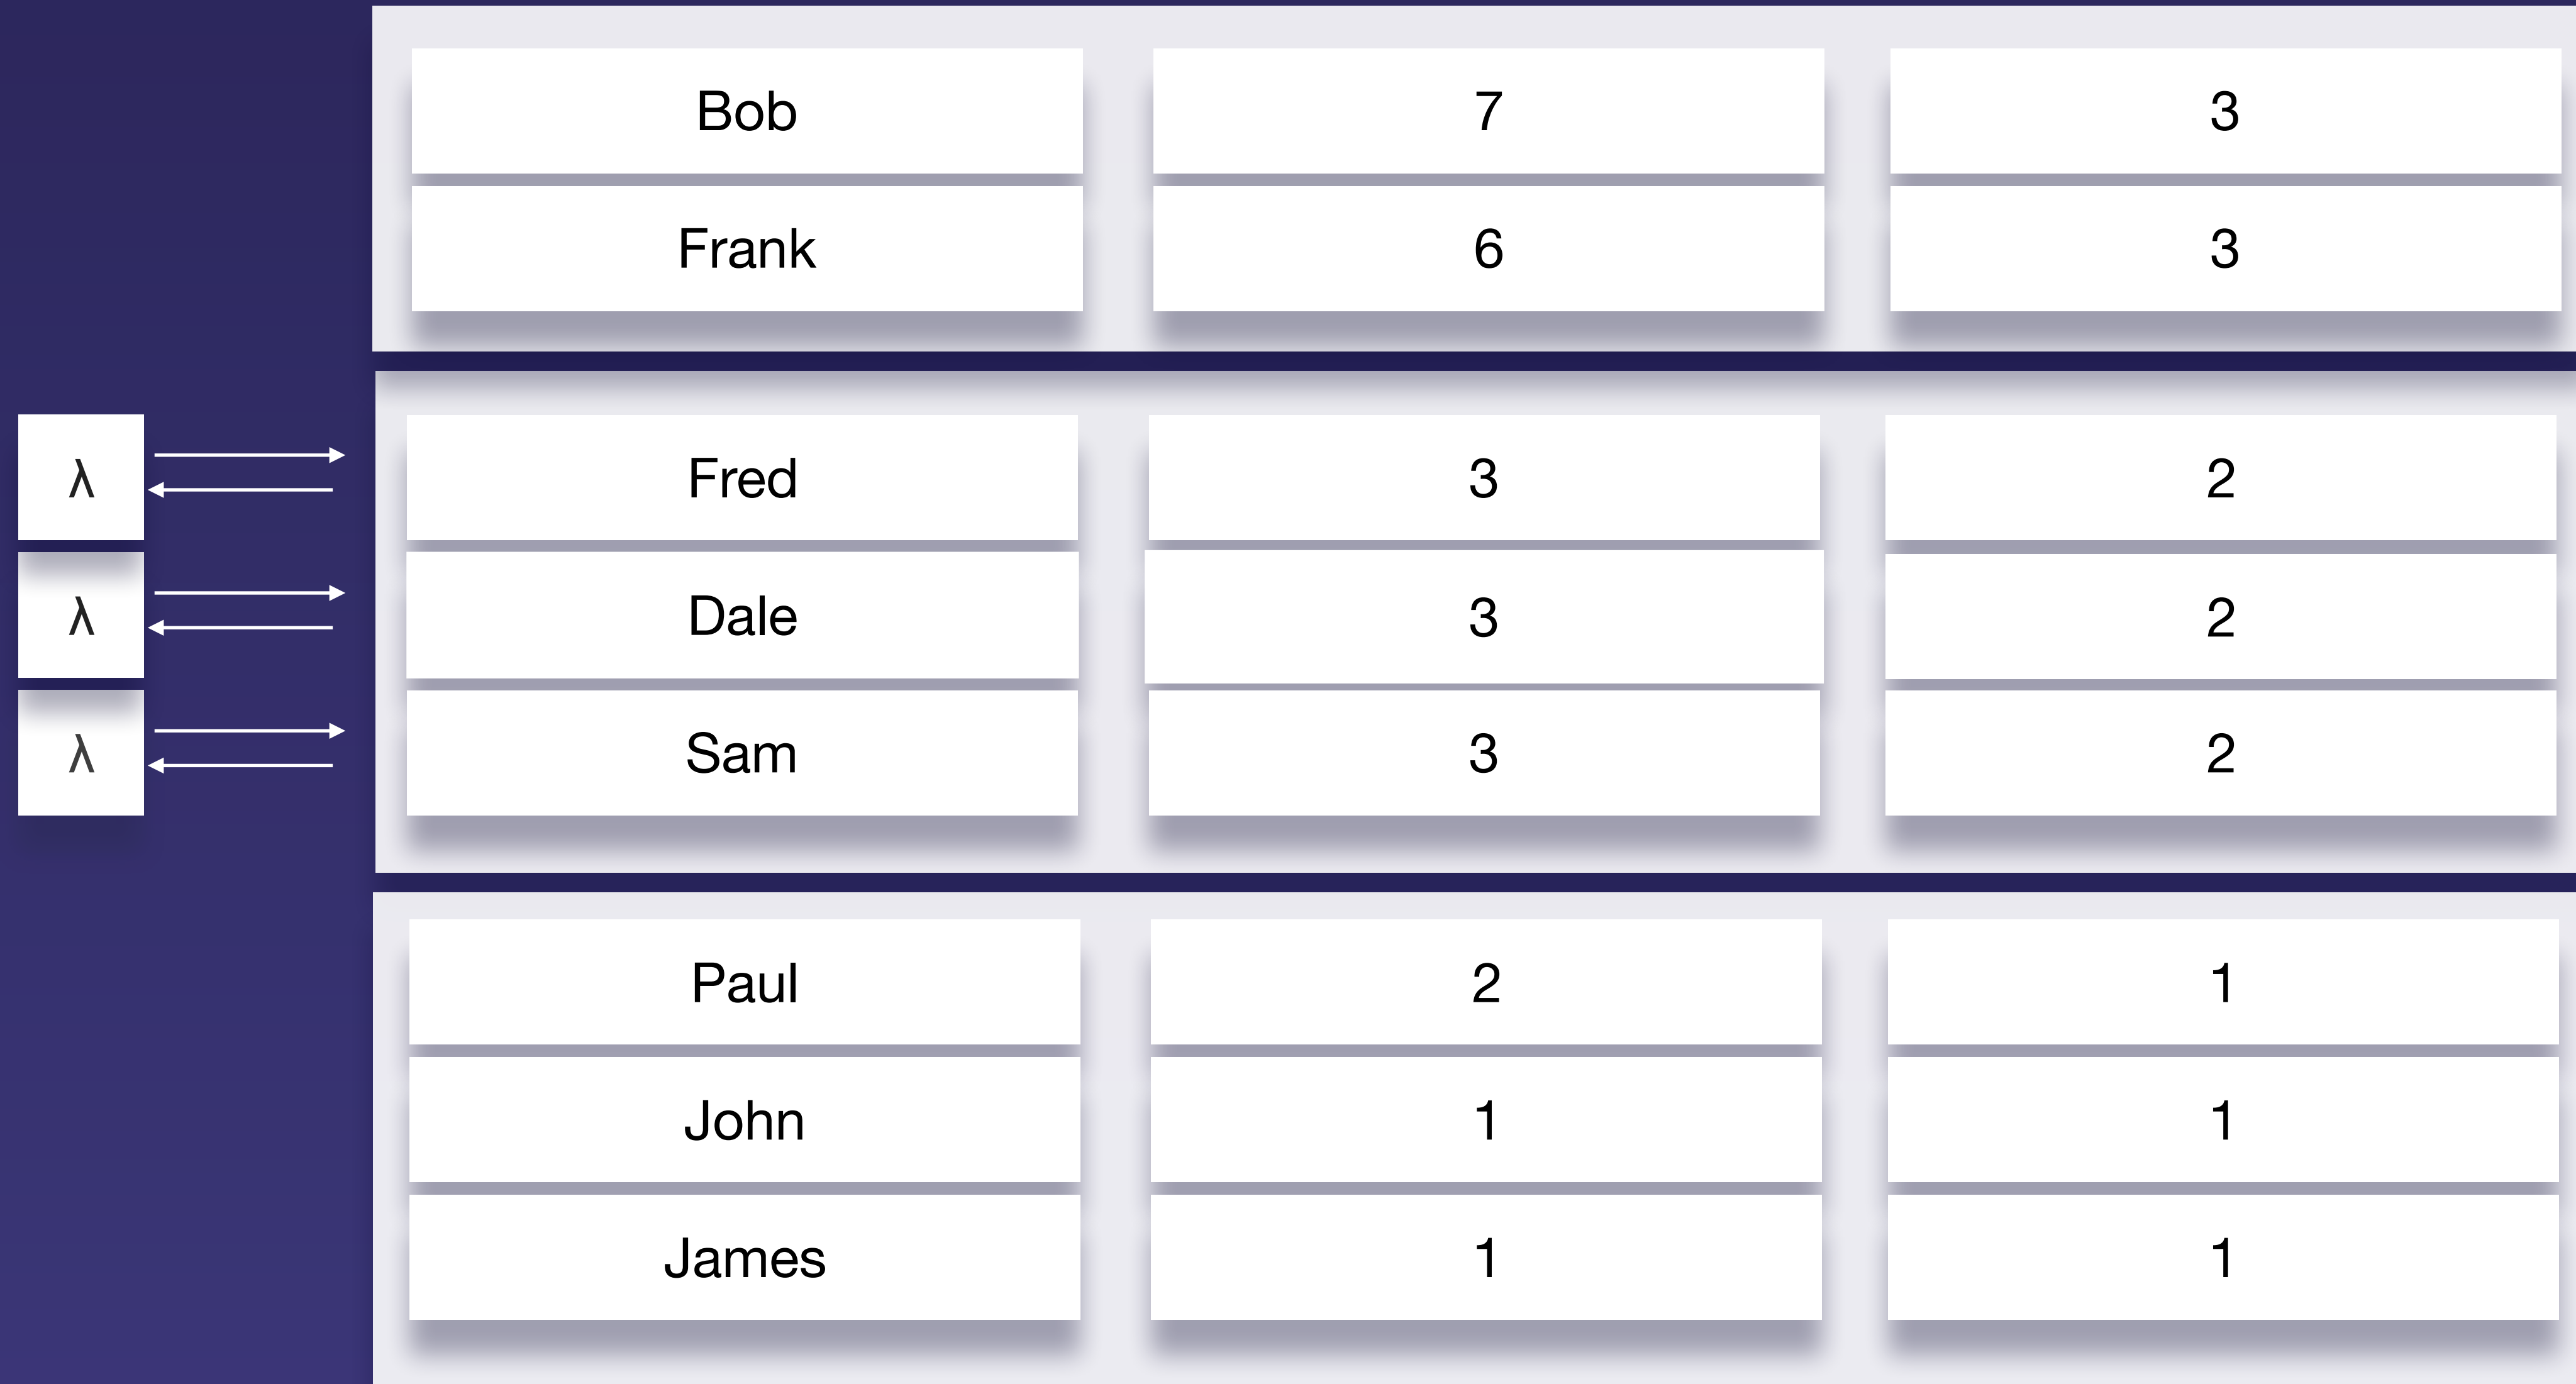 Bob 7 3
Frank 6 3
λ Fred 3 2
λ Dale 3 2
λ Sam 3 2
Paul 2 1
John 1 1
James 1 1